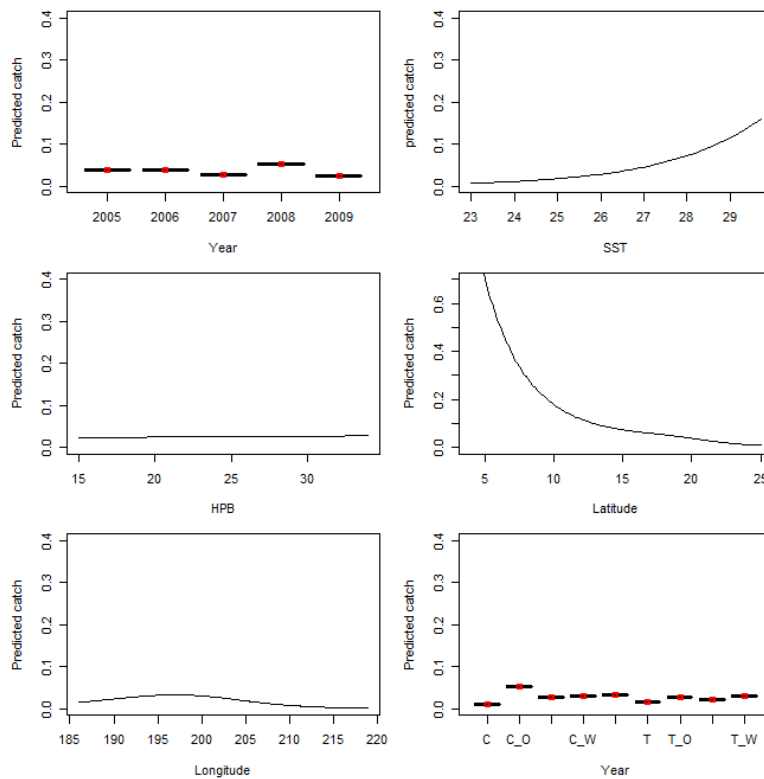 Predicted catch
0.0 0.1 0.2 0.3 0.4
2005 2006 2007 2008 2009
Year
predicted catch
0.0 0.1 0.2 0.3 0.4
23 24 25 26 27 28 29
SST
Predicted catch
0.0 0.1 0.2 0.3 0.4
15 20 25 30
HPB
Predicted catch
0.0 0.2 0.4 0.6
5 10 15 20 25
Latitude
Predicted catch
0.0 0.1 0.2 0.3 0.4
185 190 195 200 205 210 215 220
Longitude
Predicted catch
0.0 0.1 0.2 0.3 0.4
C C_O C_W T T_O T_W
Year